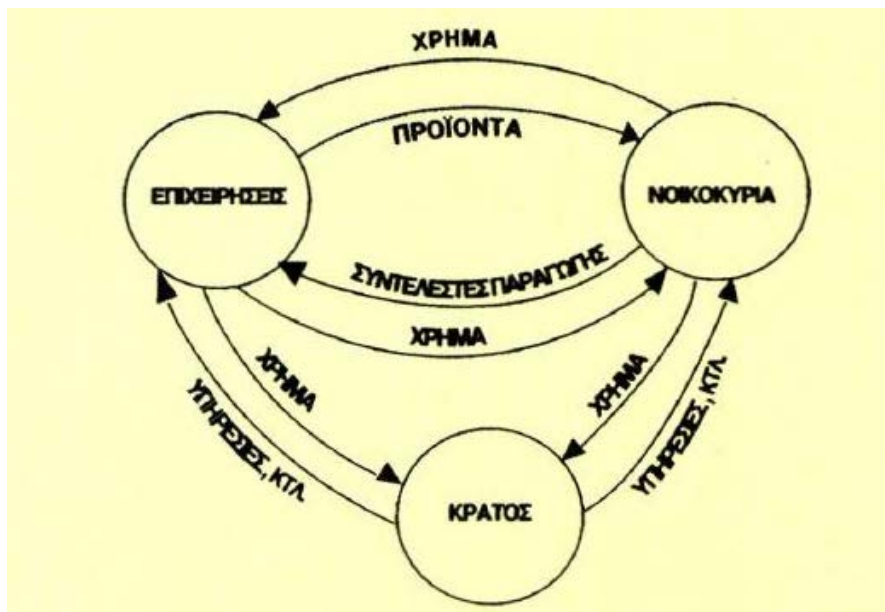 ΧΡΗΜΑ
ΠΡΟΪΟΝΤΑ
ΕΠΙΧΕΙΡΗΣΕΙΣ
ΝΟΙΚΟΚΥΡΙΑ
ΣΥΝΤΕΛΕΣΤΕΣ ΠΑΡΑΓΩΓΗΣ
ΧΡΗΜΑ
ΧΡΗΜΑ
ΥΠΗΡΕΣΙΕΣ, ΚΤΛ.
ΧΡΗΜΑ
ΥΠΗΡΕΣΙΕΣ, ΚΤΛ.
ΚΡΑΤΟΣ